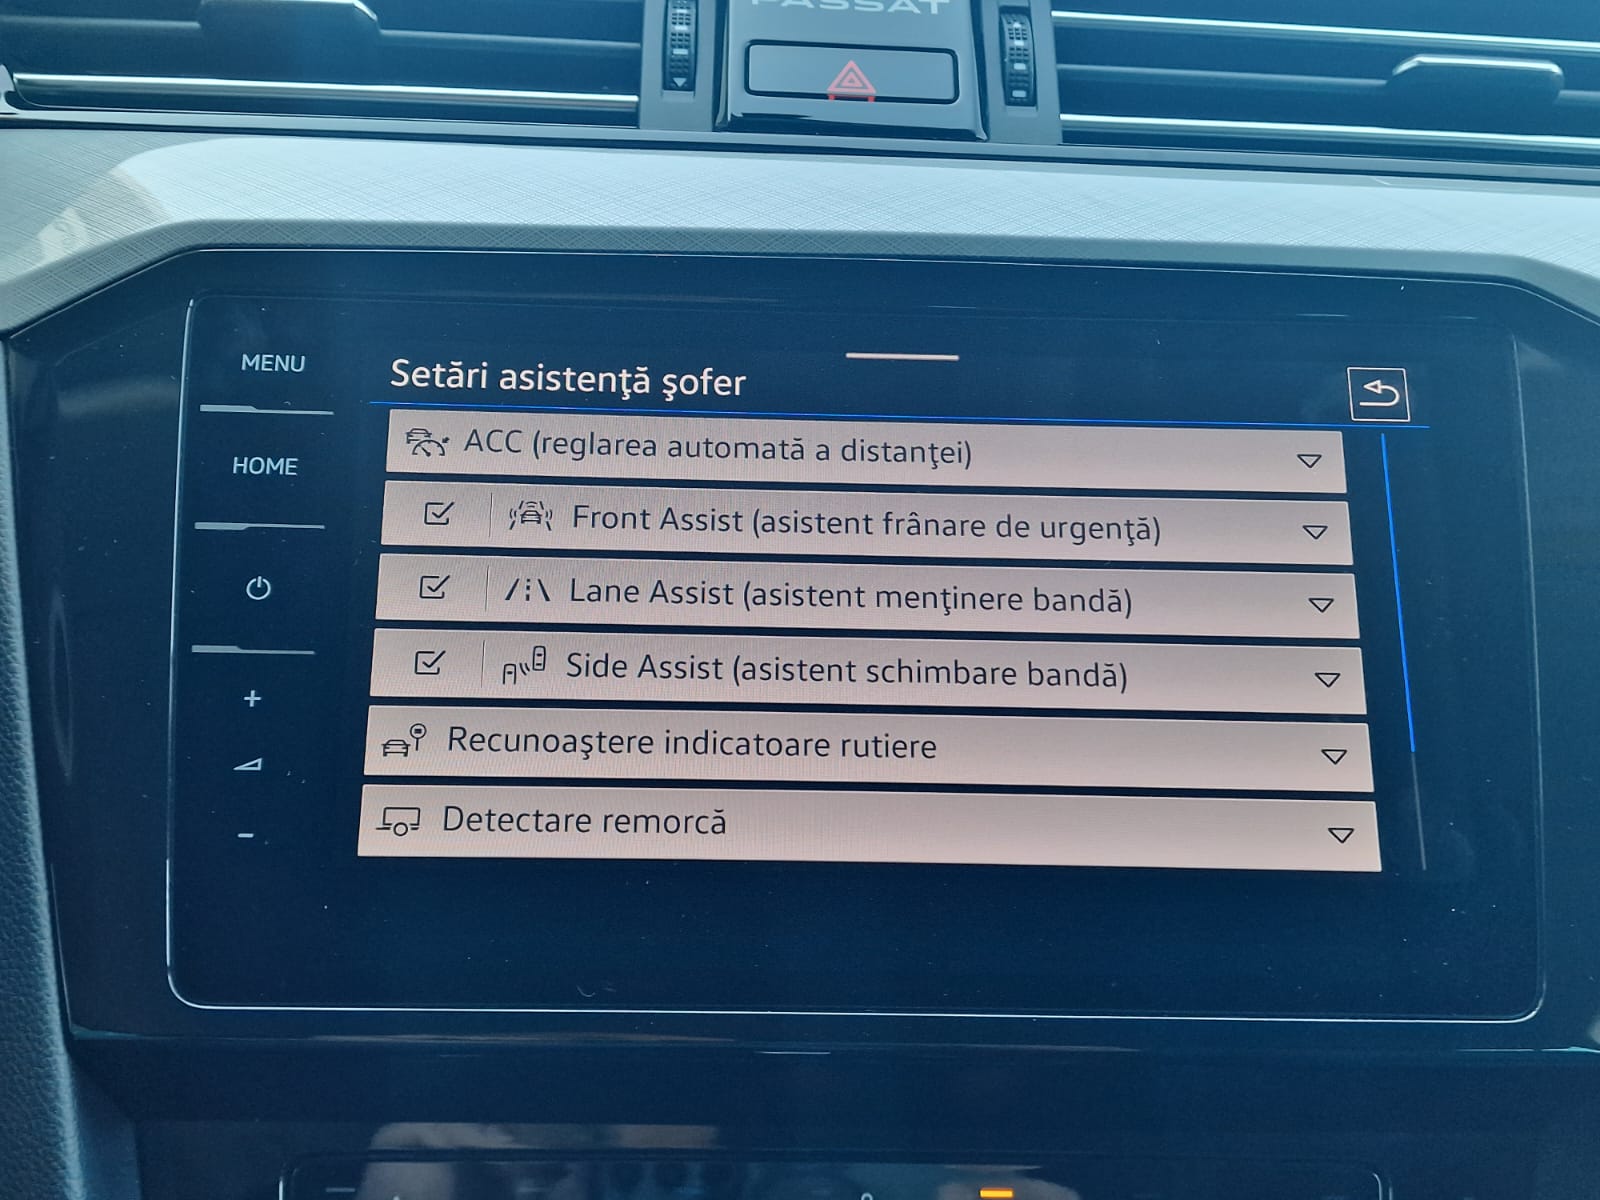 PASSAT
MENU
Setări asistenţă şofer
ACC (reglarea automată a distanţei)
HOME
Front Assist (asistent frânare de urgenţă)
Lane Assist (asistent menţinere bandă)
Side Assist (asistent schimbare bandă)
+
Recunoaştere indicatoare rutiere
-
Detectare remorcă